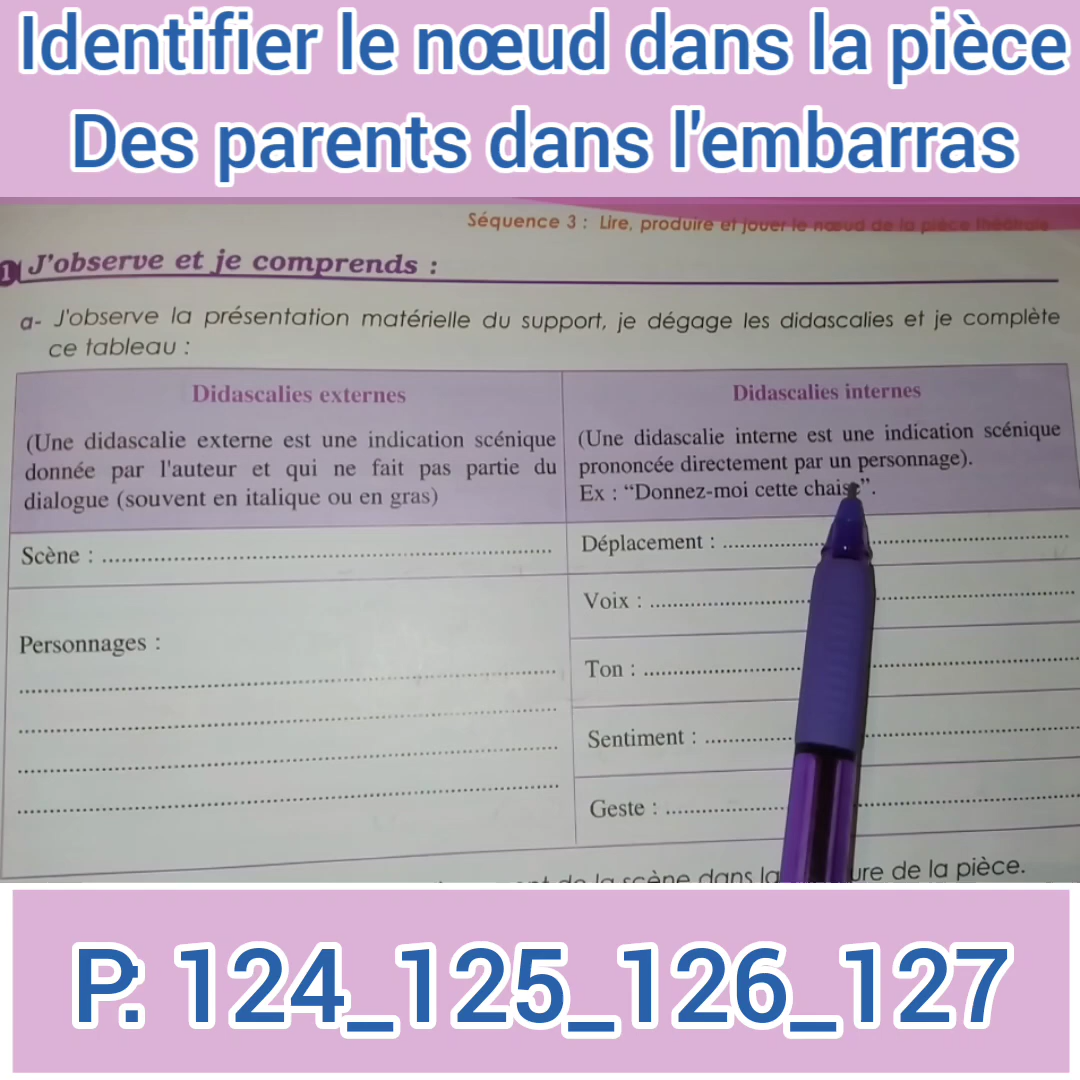 Identifier le nœud dans la pièce
Des parents dans l'embarras
Séquence 3 : Lire, produire et jouer le nœud de la pièce théâtrale
1 J'observe et je comprends :
a- J'observe la présentation matérielle du support, je dégage les didascalies et je complète
ce tableau :
Didascalies externes
(Une didascalie externe est une indication scénique
donnée par l'auteur et qui ne fait pas partie du
dialogue (souvent en italique ou en gras)
Didascalies internes
(Une didascalie interne est une indication scénique
prononcée directement par un personnage).
Ex : “Donnez-moi cette chaise”.
Scène :
Personnages :
Déplacement :
Voix :
Ton :
Sentiment :
Geste :
de la scène dans la de la pièce.
P. 124_125_126_127